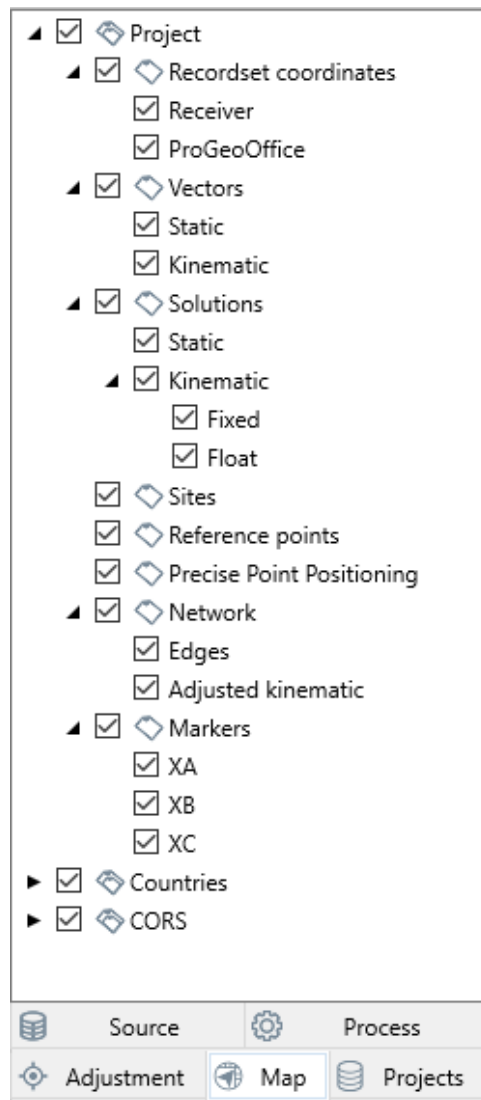 Project
Recordset coordinates
Receiver
ProGeoOffice
Vectors
Static
Kinematic
Solutions
Static
Kinematic
Fixed
Float
Sites
Reference points
Precise Point Positioning
Network
Edges
Adjusted kinematic
Markers
XA
XB
XC
Countries
CORS
Source Process
Adjustment Map Projects